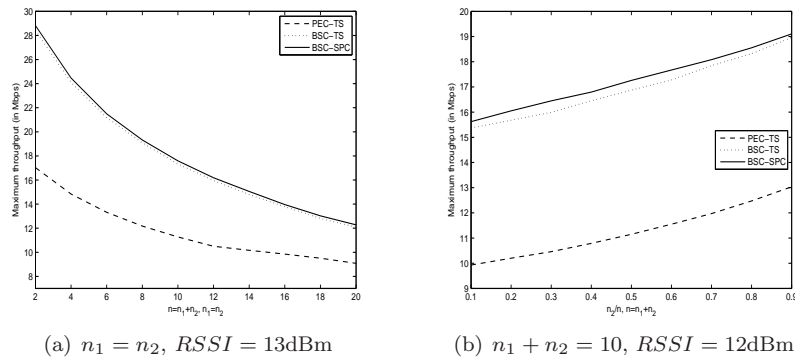 30
28
26
24
22
20
18
16
14
12
10
8
2 4 6 8 10 12 14 16 18 20
Maximum throughput (in Mbps)
n=n₁+n₂, n₁=n₂
PEC−TS
BSC−TS
BSC−SPC
(a) n₁ = n₂, RSSI = 13dBm
20
19
18
17
16
15
14
13
12
11
10
9
0.1 0.2 0.3 0.4 0.5 0.6 0.7 0.8 0.9
Maximum throughput (in Mbps)
n₂/n, n=n₁+n₂
PEC−TS
BSC−TS
BSC−SPC
(b) n₁ + n₂ = 10, RSSI = 12dBm